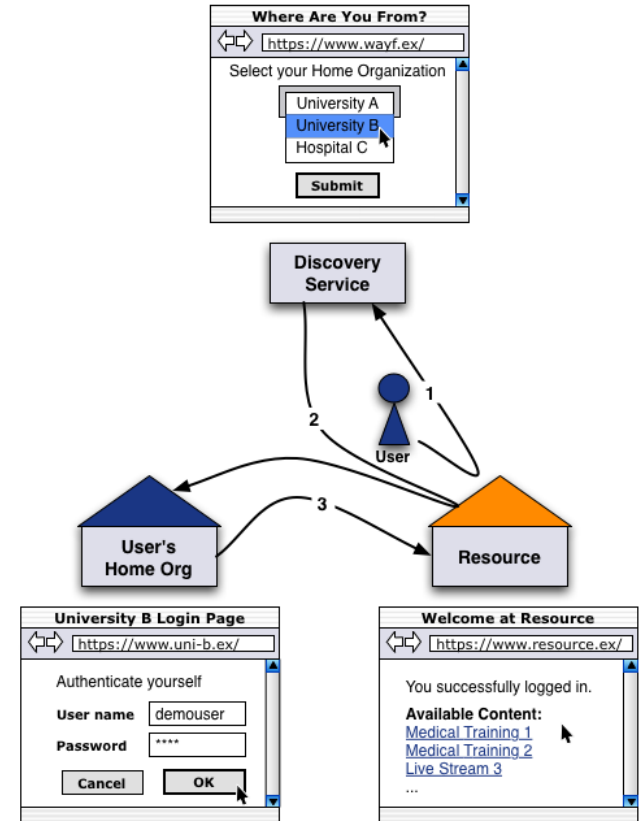 Where Are You From?
https://www.wayf.ex/
Select your Home Organization
University A
University B
Hospital C
Submit
Discovery
Service
1
2
User
3
User's
Home Org
Resource
University B Login Page
https://www.uni-b.ex/
Authenticate yourself
User name demouser
Password ****
Cancel OK
Welcome at Resource
https://www.resource.ex/
You successfully logged in.
Available Content:
Medical Training 1
Medical Training 2
Live Stream 3
...